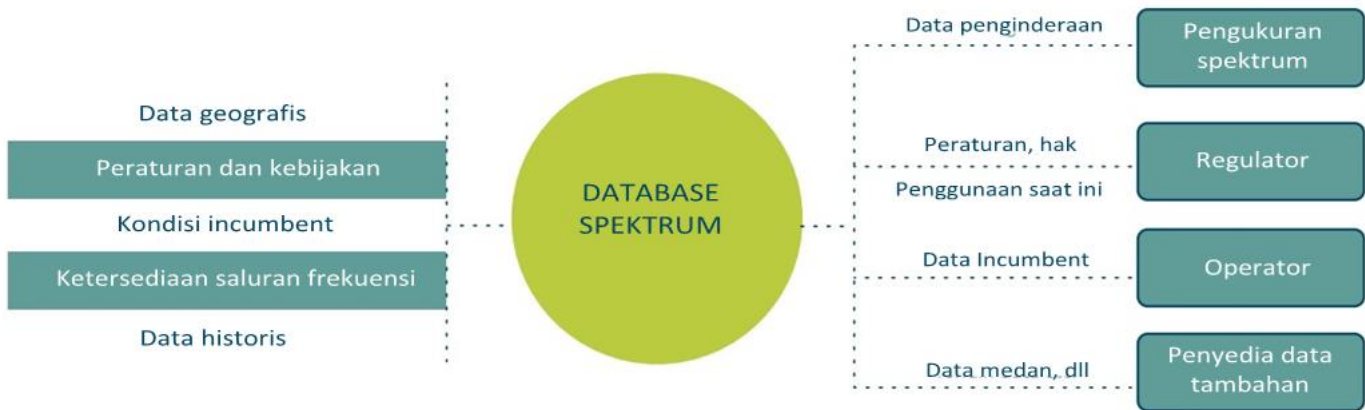 Data geografis
Peraturan dan kebijakan
Kondisi incumbent
Ketersediaan saluran frekuensi
Data historis
DATABASE
SPEKTRUM
Data penginderaan
Pengukuran
spektrum
Peraturan, hak
Penggunaan saat ini
Regulator
Data Incumbent
Operator
Data medan, dll
Penyedia data
tambahan